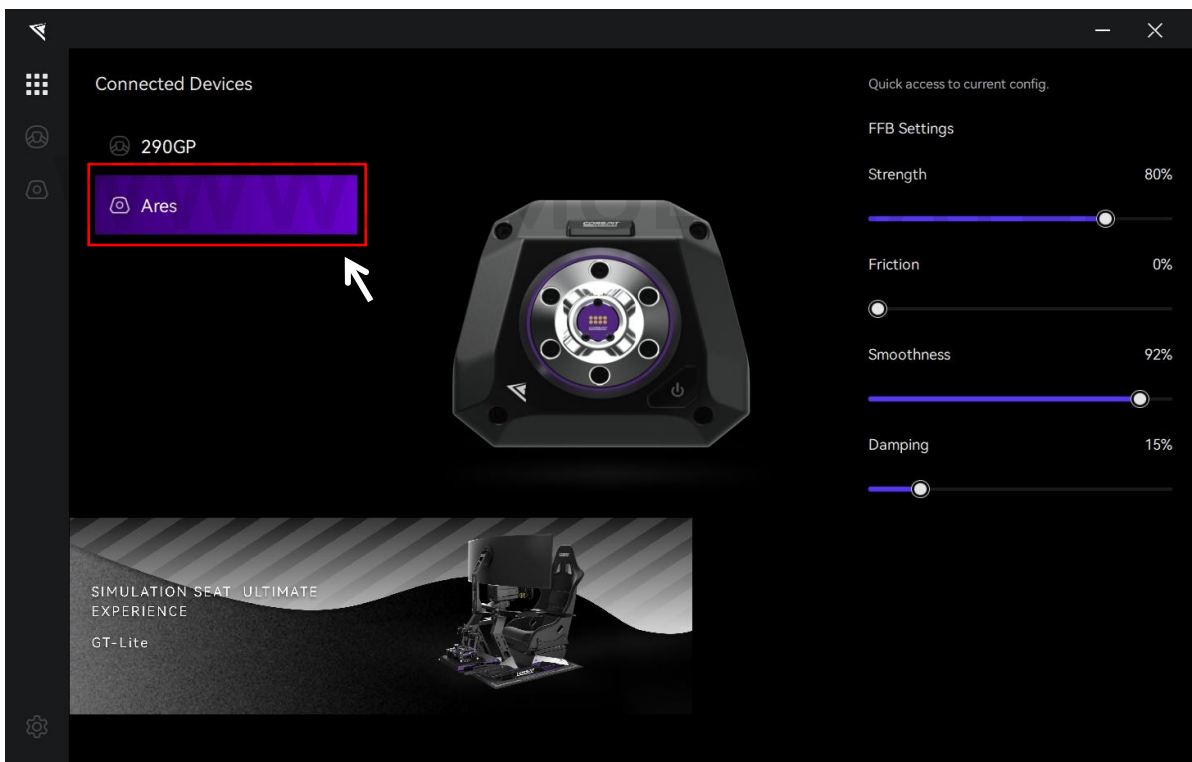 Connected Devices
290GP
Ares
Quick access to current config.
FFB Settings
Strength 80%
Friction 0%
Smoothness 92%
Damping 15%
SIMULATION SEAT ULTIMATE
EXPERIENCE
GT-Lite